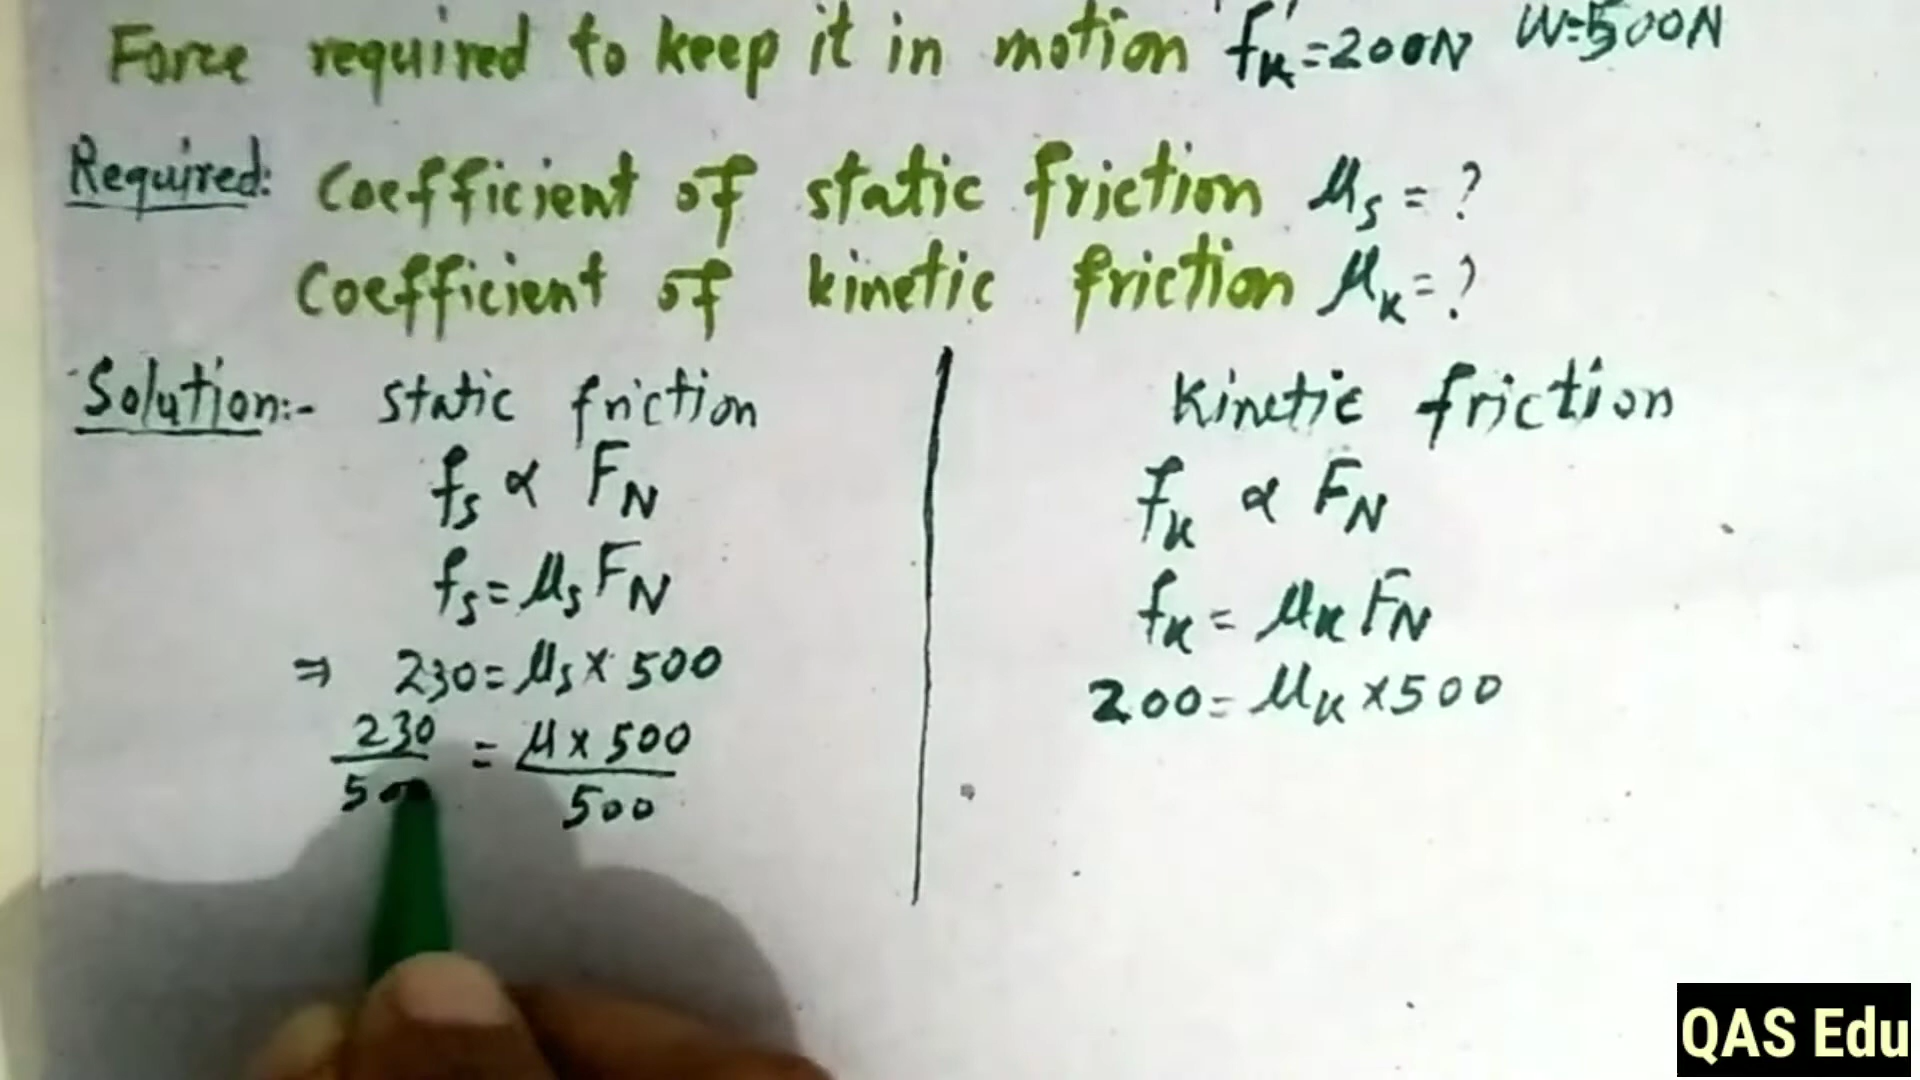 Force required to keep it in motion fk=200N W=500N
Required: Coefficient of static friction μs = ?
Coefficient of kinetic friction μk = ?
Solution:- static friction
fs ∝ FN
fs = μs FN
⇒ 230 = μs × 500
230/500 = μ × 500/500
Kinetic friction
fk ∝ FN
fk = μk FN
200 = μk × 500
QAS Edu